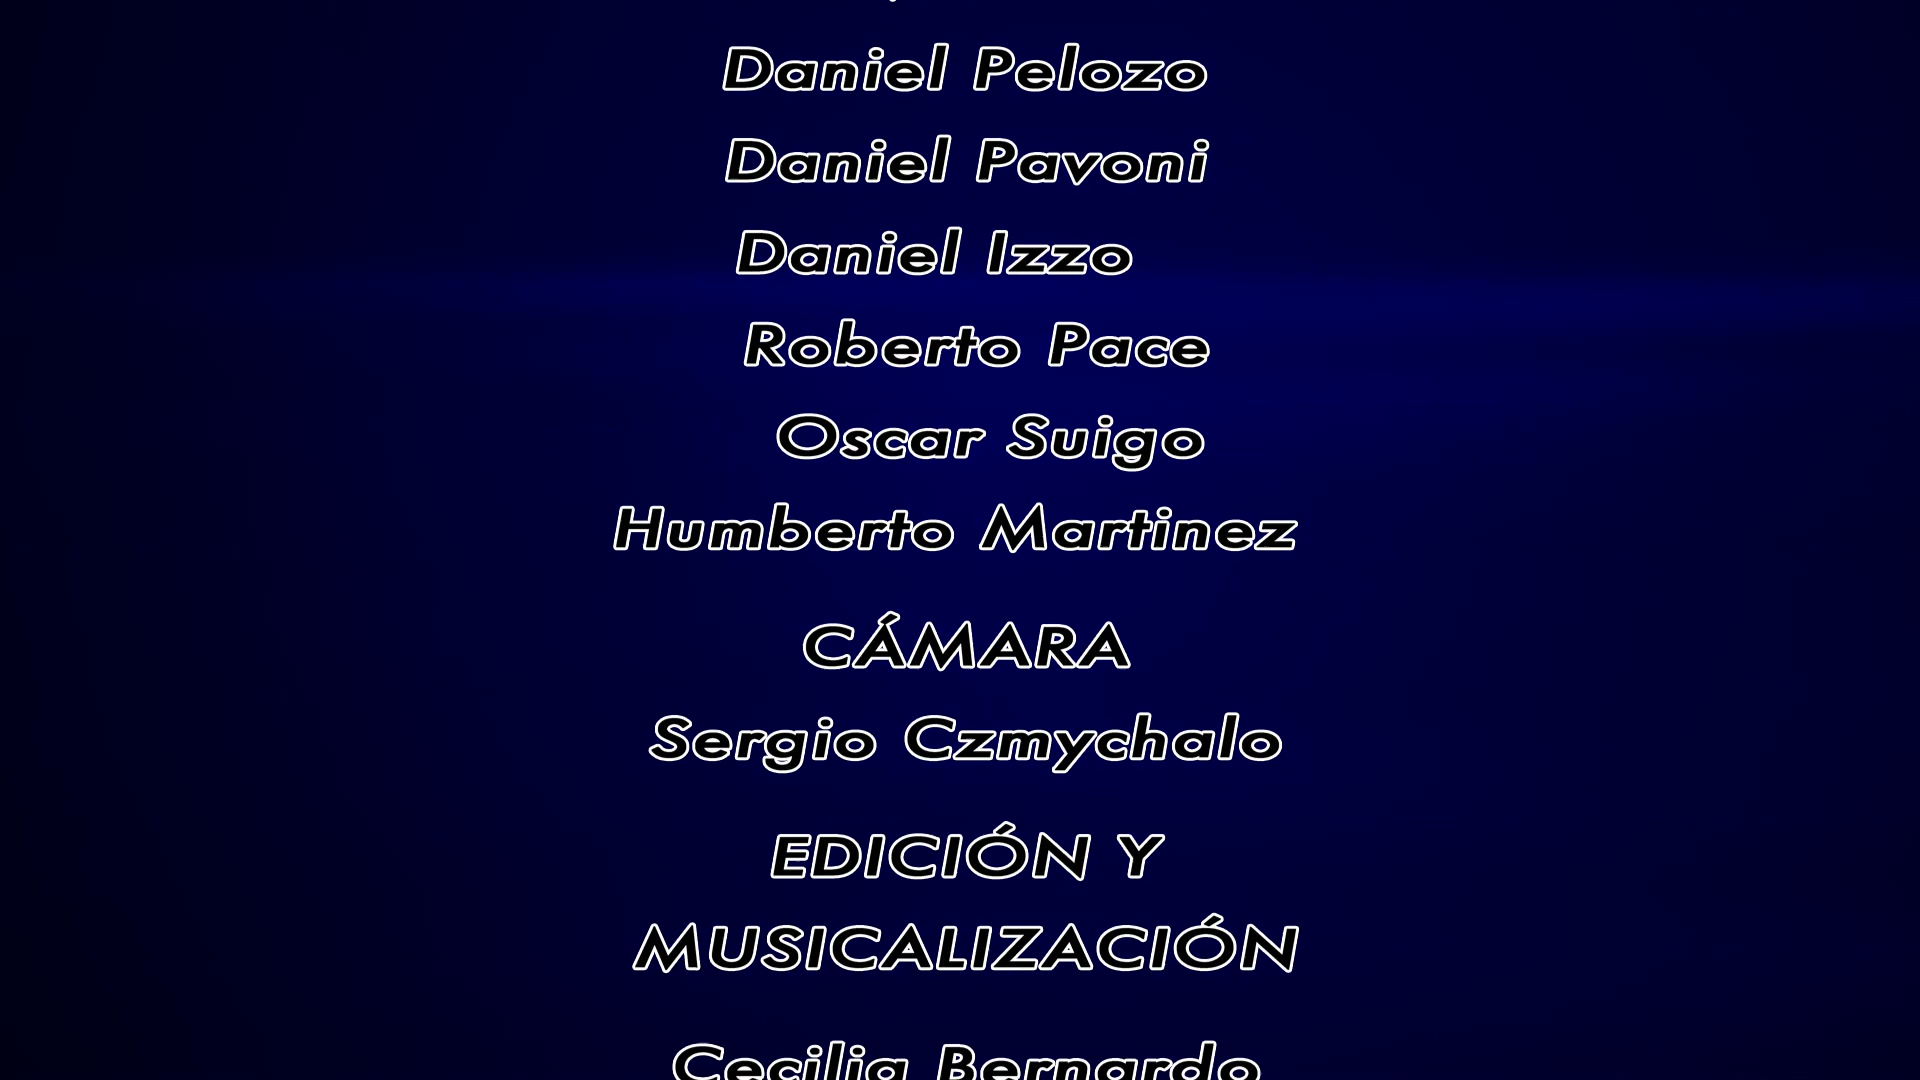 Daniel Pelozo
Daniel Pavoni
Daniel Izzo
Roberto Pace
Oscar Suigo
Humberto Martinez
CÁMARA
Sergio Czmychalo
EDICIÓN Y
MUSICALIZACIÓN
Cecilia Bernardo